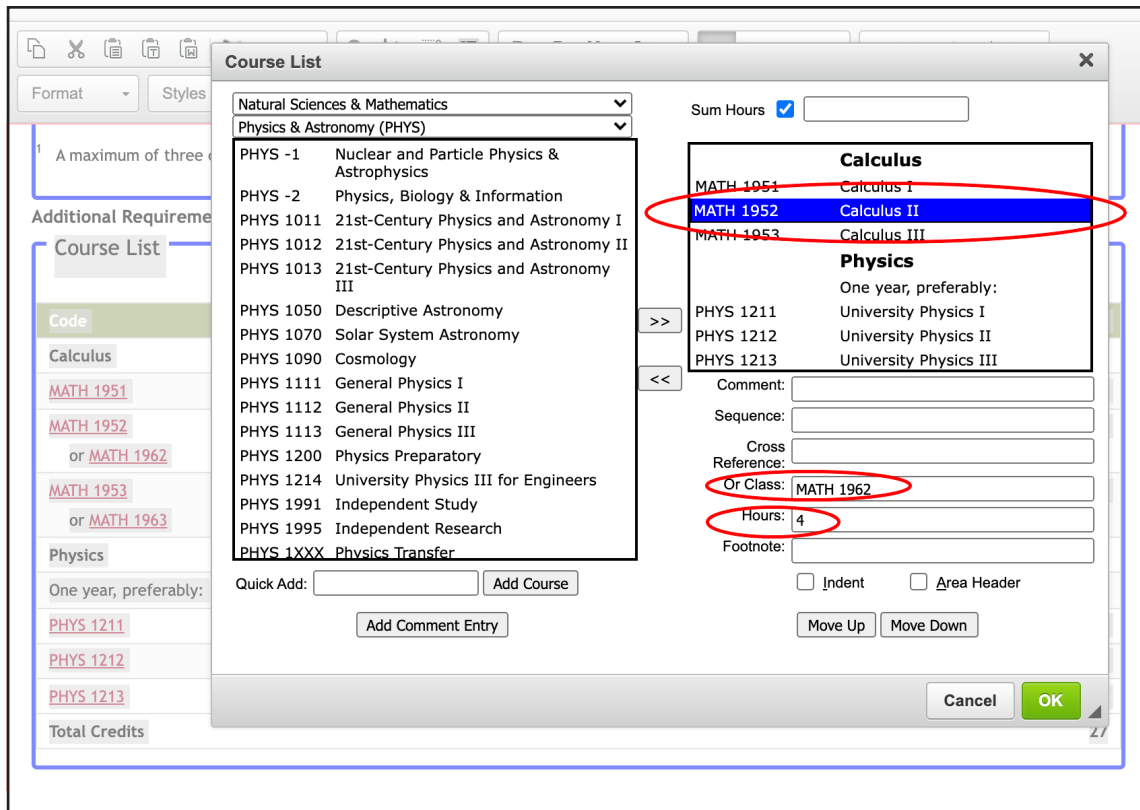 Course List
Format
Styles
Natural Sciences & Mathematics
Physics & Astronomy (PHYS)
PHYS -1 Nuclear and Particle Physics &
Astrophysics
PHYS -2 Physics, Biology & Information
PHYS 1011 21st-Century Physics and Astronomy I
PHYS 1012 21st-Century Physics and Astronomy II
PHYS 1013 21st-Century Physics and Astronomy
III
PHYS 1050 Descriptive Astronomy
PHYS 1070 Solar System Astronomy
PHYS 1090 Cosmology
PHYS 1111 General Physics I
PHYS 1112 General Physics II
PHYS 1113 General Physics III
PHYS 1200 Physics Preparatory
PHYS 1214 University Physics III for Engineers
PHYS 1991 Independent Study
PHYS 1995 Independent Research
PHYS 1XXX Physics Transfer
Quick Add:
Add Course
Add Comment Entry
>>
<<
Sum Hours
Calculus
MATH 1951 Calculus I
MATH 1952 Calculus II
MATH 1953 Calculus III
Physics
One year, preferably:
PHYS 1211 University Physics I
PHYS 1212 University Physics II
PHYS 1213 University Physics III
Comment:
Sequence:
Cross
Reference:
Or Class: MATH 1962
Hours: 4
Footnote:
Indent
Area Header
Move Up
Move Down
Cancel
OK
1 A maximum of three
Additional Requireme
Course List
Code
Calculus
MATH 1951
MATH 1952
or MATH 1962
MATH 1953
or MATH 1963
Physics
One year, preferably:
PHYS 1211
PHYS 1212
PHYS 1213
Total Credits 27